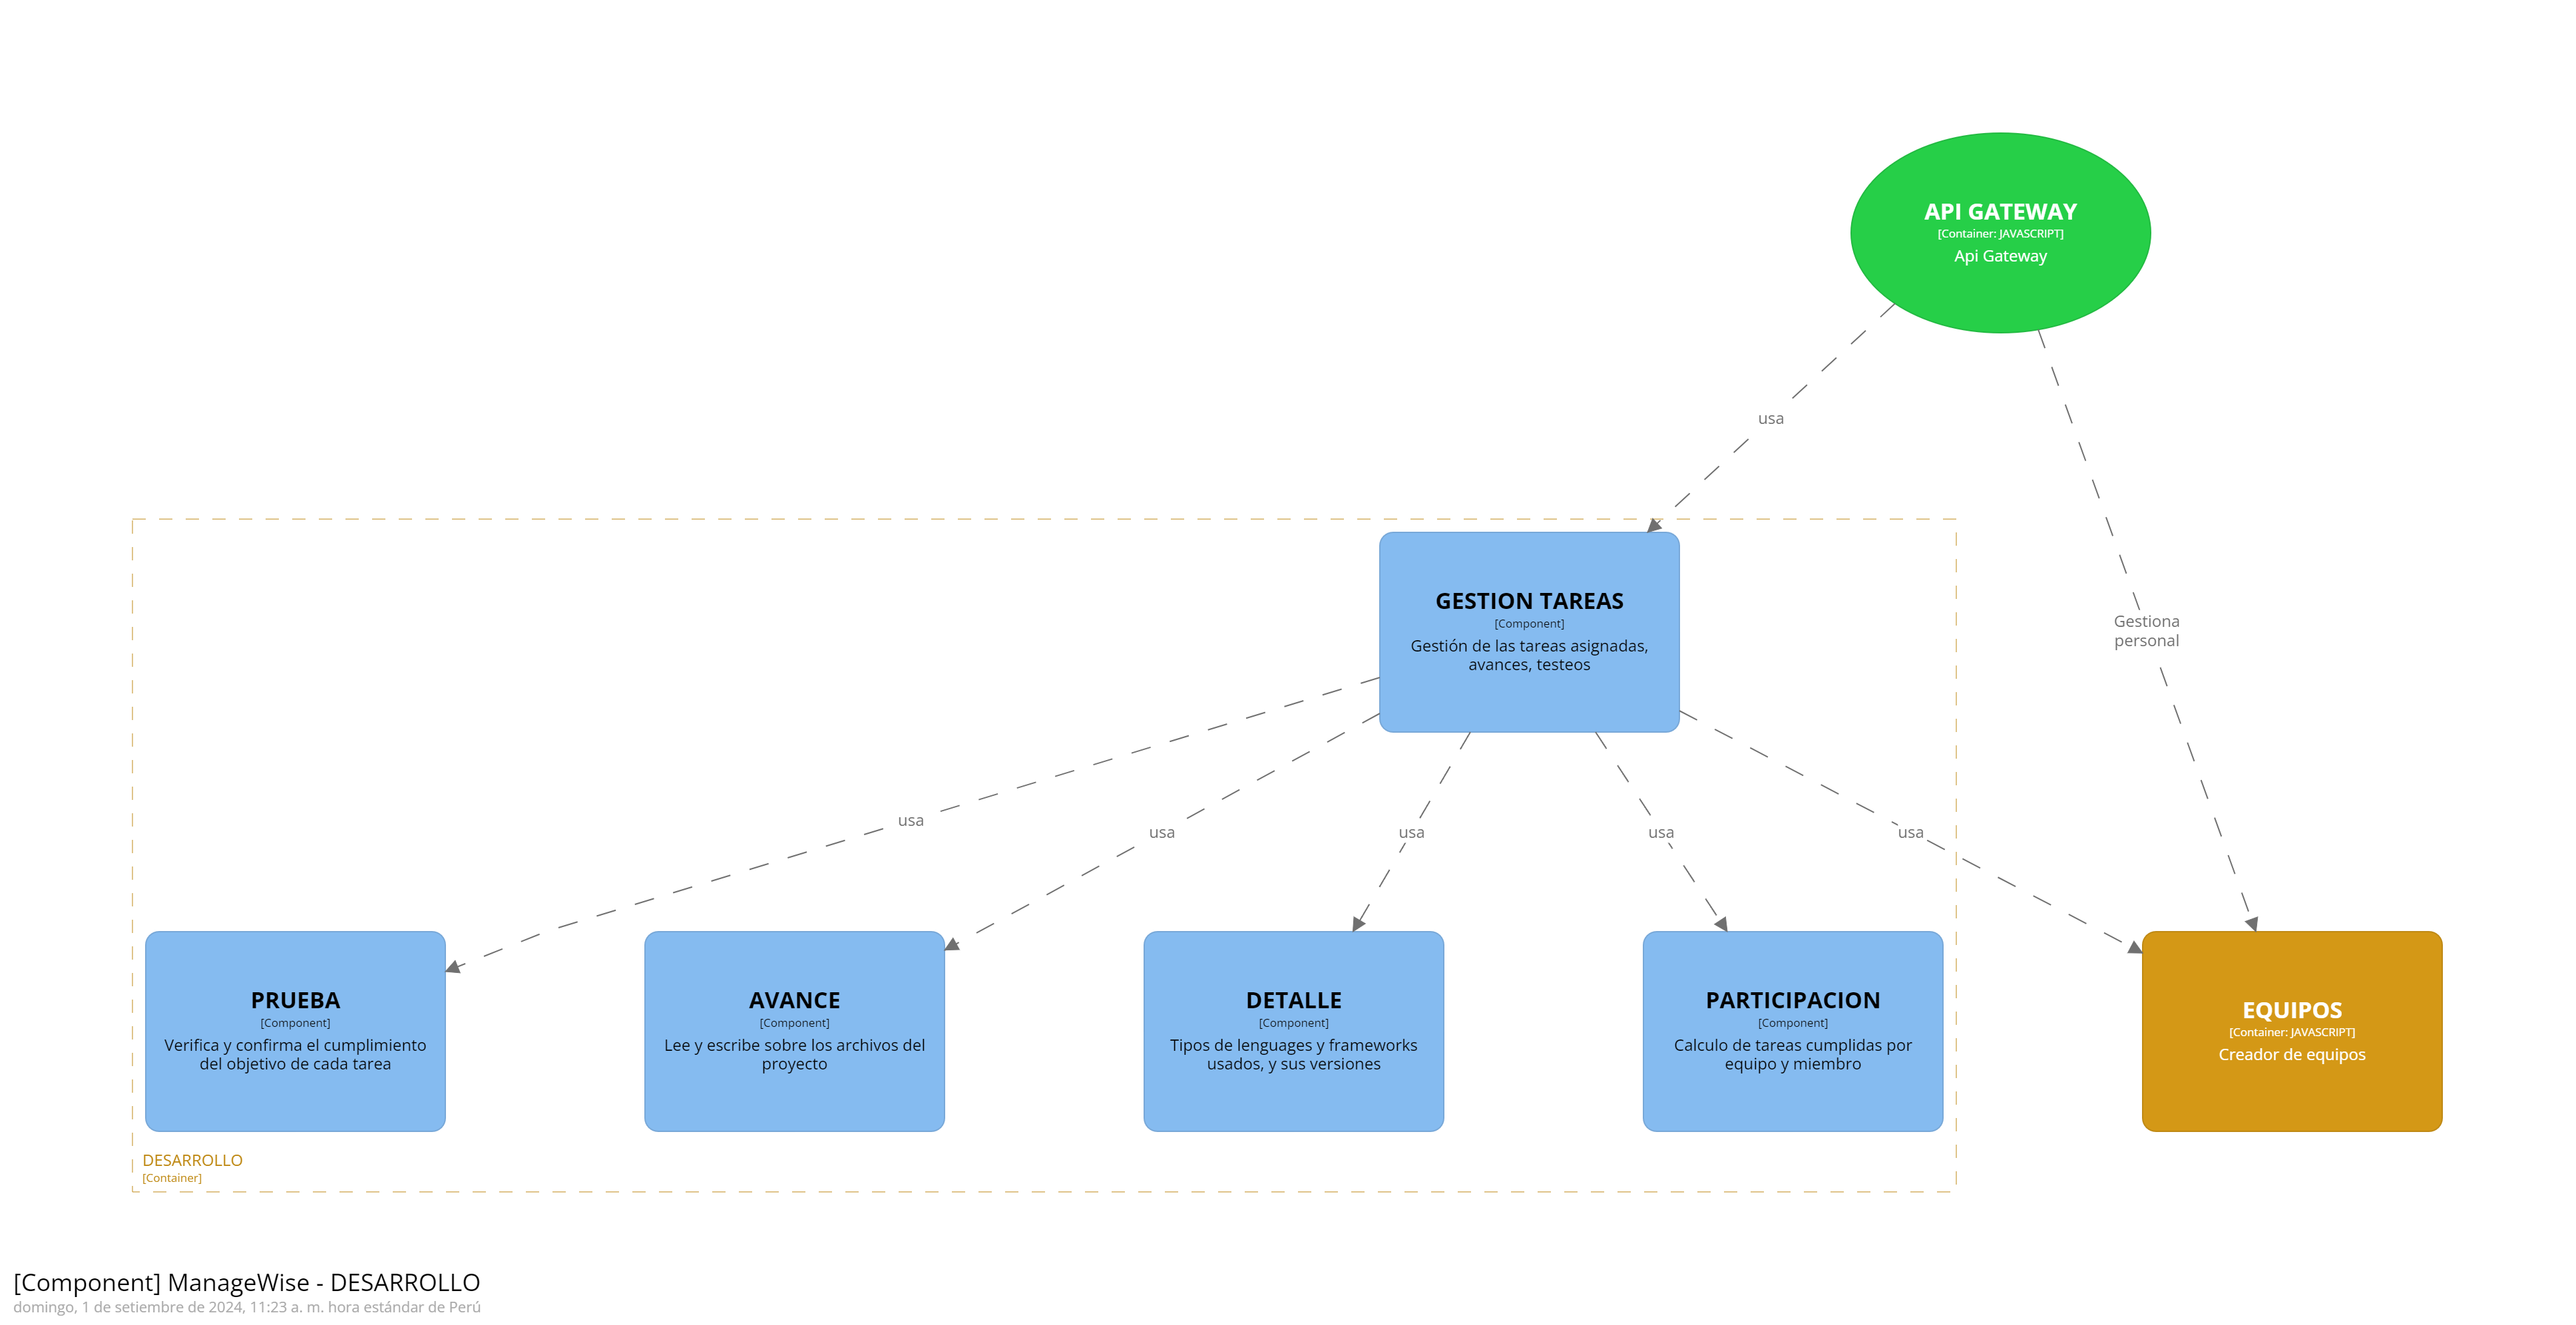 API GATEWAY
[Container: JAVASCRIPT]
Api Gateway
usa
GESTION TAREAS
[Component]
Gestión de las tareas asignadas,
avances, testeos
Gestiona
personal
usa
usa
usa
usa
usa
PRUEBA
[Component]
Verifica y confirma el cumplimiento
del objetivo de cada tarea
AVANCE
[Component]
Lee y escribe sobre los archivos del
proyecto
DETALLE
[Component]
Tipos de lenguages y frameworks
usados, y sus versiones
PARTICIPACION
[Component]
Calculo de tareas cumplidas por
equipo y miembro
EQUIPOS
[Container: JAVASCRIPT]
Creador de equipos
DESARROLLO
[Container]
[Component] ManageWise - DESARROLLO
domingo, 1 de setiembre de 2024, 11:23 a. m. hora estándar de Perú